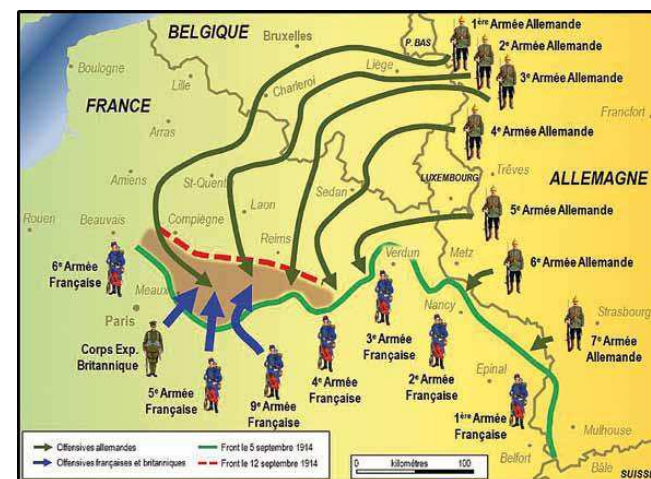 BELGIQUE
Bruxelles
P. BAS
1ère Armée Allemande
2e Armée Allemande
3e Armée Allemande
4e Armée Allemande
Boulogne
Lille
Charleroi
Liège
Francfort
FRANCE
Arras
Amiens
St-Quent
Sedan
LUXEMBOURG
Trêves
ALLEMAGNE
Rouen
Beauvais
Compiègne
Laon
Reims
5e Armée
Allemande
6e Armée
Française
Meaux
Verdun
Metz
6e Armée
Allemande
Paris
Nancy
Strasbourg
Corps Exp.
Britannique
3e Armée
Française
7e Armée
Allemande
5e Armée
Française
9e Armée
Française
4e Armée
Française
2e Armée
Française
Epinal
1ère Armée
Française
Mulhouse
Belfort
Bâle
SUISSE
Offensives allemandes
Front le 5 septembre 1914
Offensives françaises et britanniques
Front le 12 septembre 1914
0 kilomètres 100